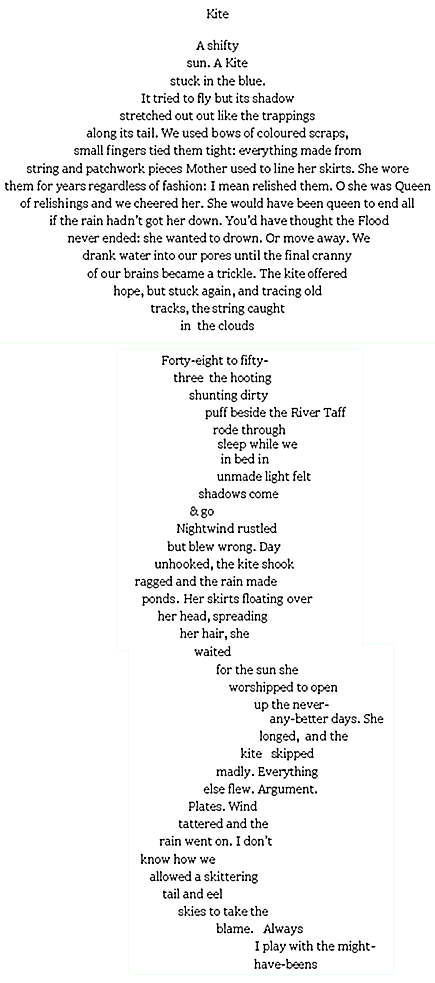 Kite
A shifty
sun. A Kite
stuck in the blue.
It tried to fly but its shadow
stretched out out like the trappings
along its tail. We used bows of coloured scraps,
small fingers tied them tight: everything made from
string and patchwork pieces Mother used to line her skirts. She wore
them for years regardless of fashion: I mean relished them. O she was Queen
of relishings and we cheered her. She would have been queen to end all
if the rain hadn't got her down. You'd have thought the Flood
never ended: she wanted to drown. Or move away. We
drank water into our pores until the final cranny
of our brains became a trickle. The kite offered
hope, but stuck again, and tracing old
tracks, the string caught
in the clouds
Forty-eight to fifty-
three the hooting
shunting dirty
puff beside the River Taff
rode through
sleep while we
in bed in
unmade light felt
shadows come
& go
Nightwind rustled
but blew wrong. Day
unhooked, the kite shook
ragged and the rain made
ponds. Her skirts floating over
her head, spreading
her hair, she
waited
for the sun she
worshipped to open
up the never-
any-better days. She
longed, and the
kite skipped
madly. Everything
else flew. Argument.
Plates. Wind
tattered and the
rain went on. I don't
know how we
allowed a skittering
tail and eel
skies to take the
blame. Always
I play with the might-
have-beens